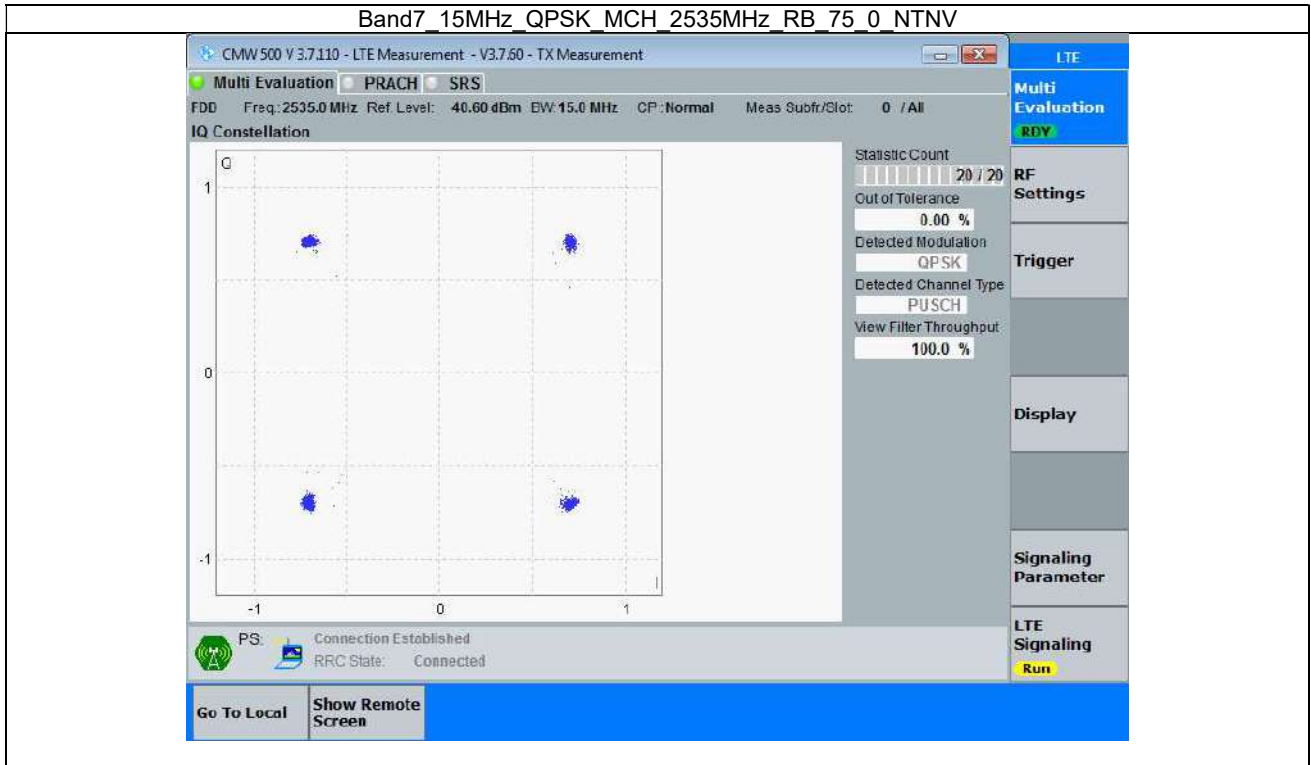 Band7_15MHz_QPSK_MCH_2535MHz_RB_75_0_NTNV
CMW 500 V 3.7.110 - LTE Measurement - V3.7.60 - TX Measurement
Multi Evaluation PRACH SRS
FDD Freq.: 2535.0 MHz Ref. Level: 40.60 dBm BW: 15.0 MHz CP: Normal Meas Subfr./Slot: 0 / All
IQ Constellation
Q
1
0
-1
-1 0 1
I
Statistic Count
20 / 20
Out of Tolerance
0.00 %
Detected Modulation
QPSK
Detected Channel Type
PUSCH
View Filter Throughput
100.0 %
PS:
Connection Established
RRC State: Connected
LTE
Multi
Evaluation
RDY
RF
Settings
Trigger
Display
Signaling
Parameter
LTE
Signaling
Run
Go To Local
Show Remote
Screen